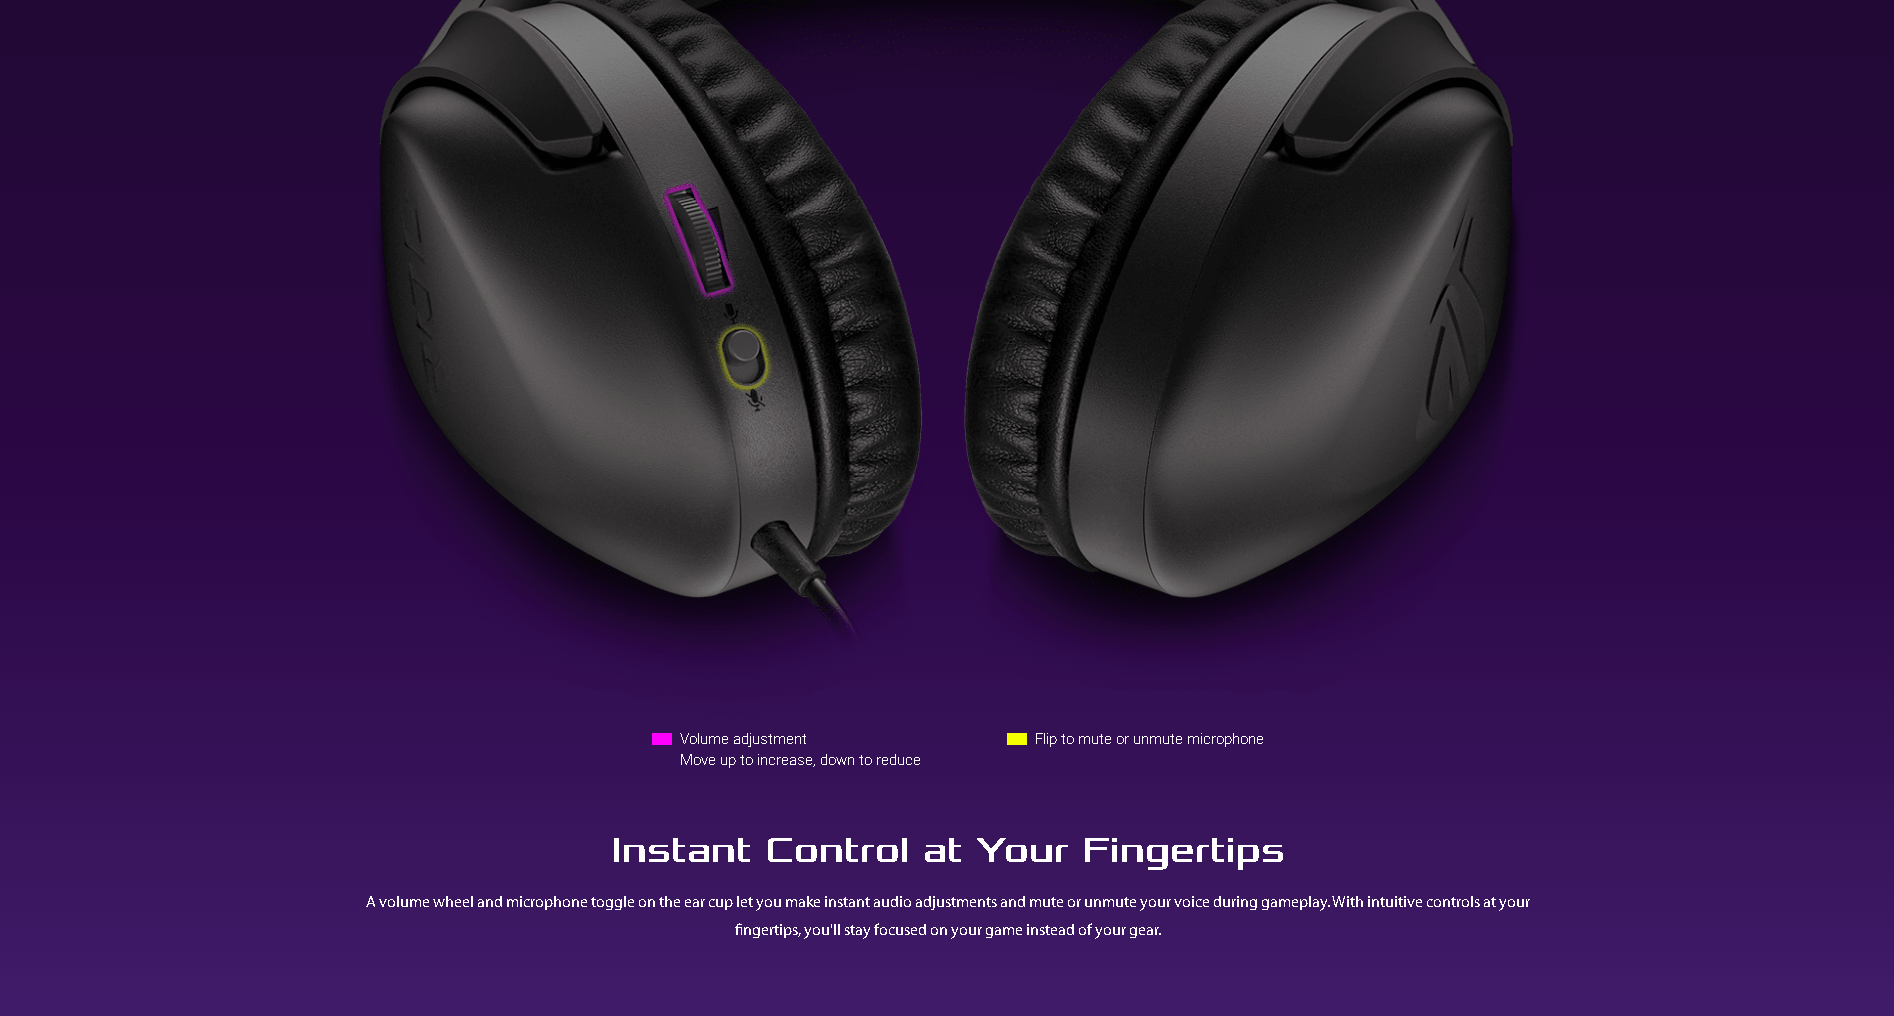 Volume adjustment
Move up to increase, down to reduce
Flip to mute or unmute microphone
Instant Control at Your Fingertips
A volume wheel and microphone toggle on the ear cup let you make instant audio adjustments and mute or unmute your voice during gameplay. With intuitive controls at your
fingertips, you'll stay focused on your game instead of your gear.